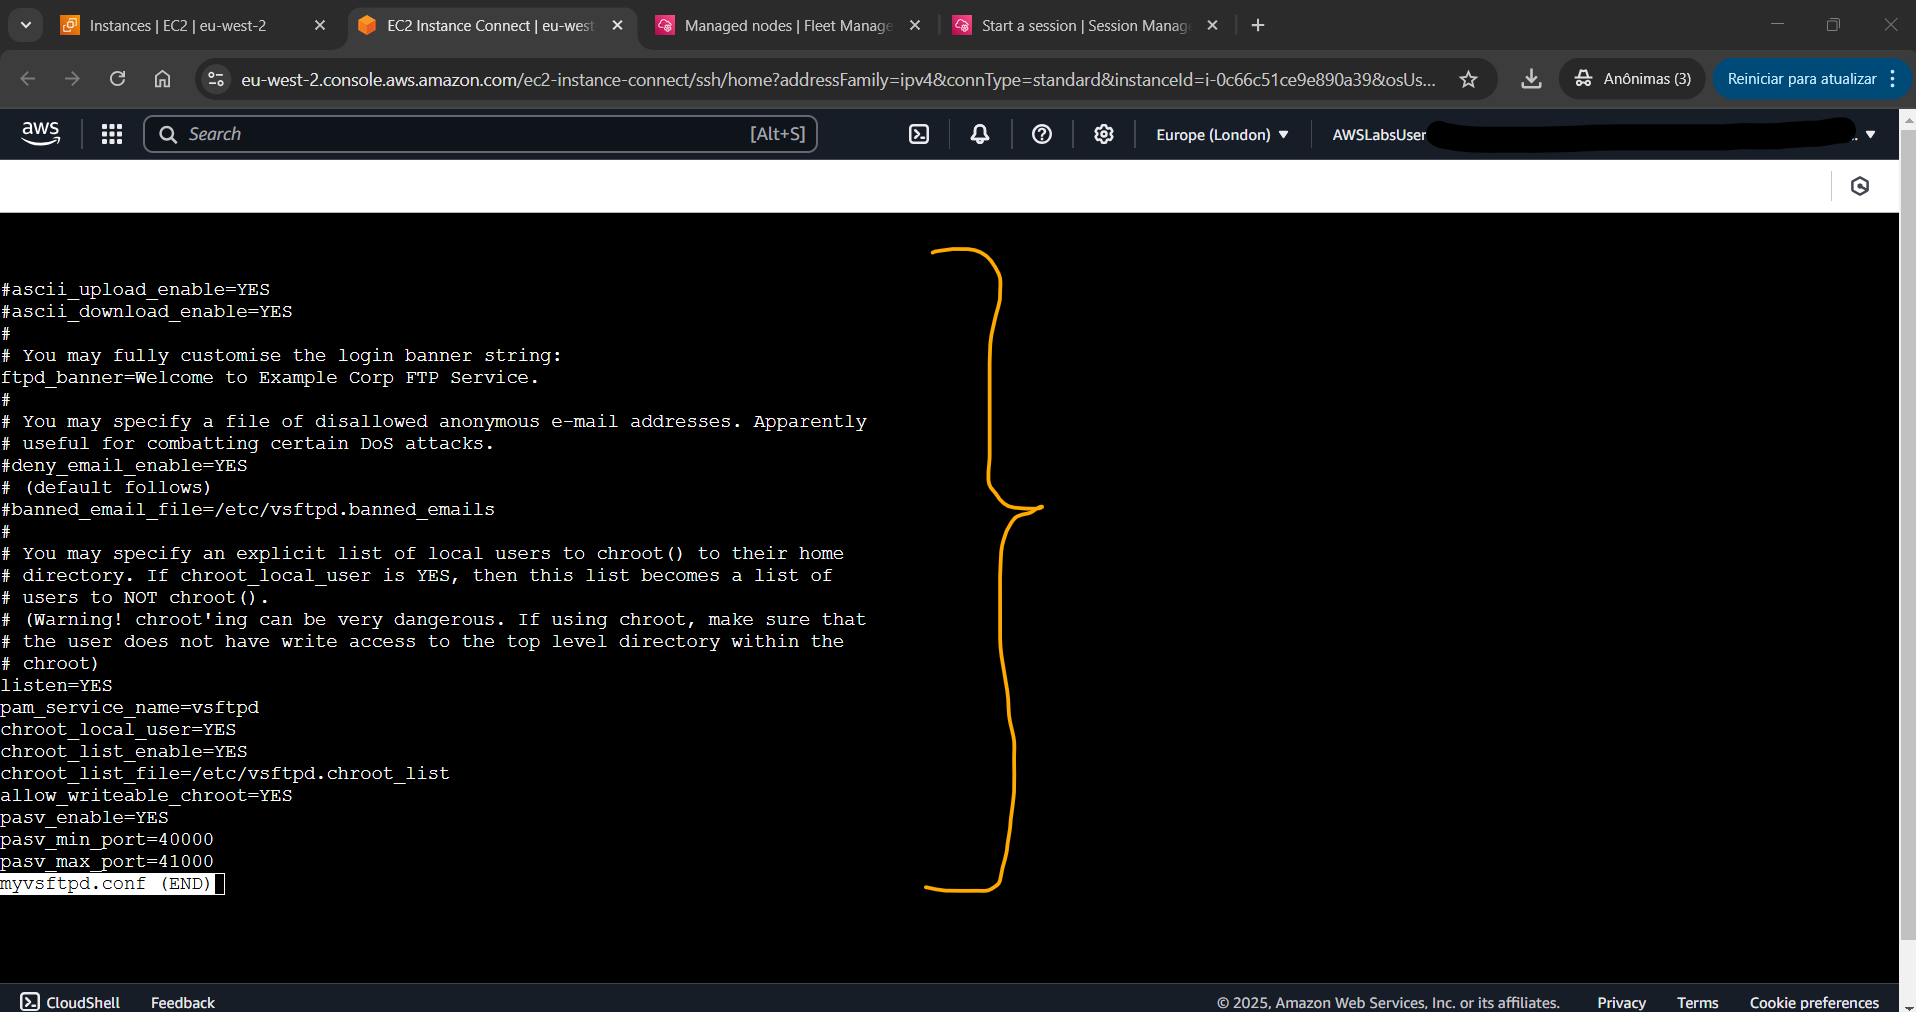 Instances | EC2 | eu-west-2
EC2 Instance Connect | eu-west
Managed nodes | Fleet Manage
Start a session | Session Manag
eu-west-2.console.aws.amazon.com/ec2-instance-connect/ssh/home?addressFamily=ipv4&connType=standard&instanceId=i-0c66c51ce9e890a39&osUs...
Anônimas (3)
Reiniciar para atualizar
aws
Search
[Alt+S]
Europe (London)
AWSLabsUser
#ascii_upload_enable=YES
#ascii_download_enable=YES
#
# You may fully customise the login banner string:
ftpd_banner=Welcome to Example Corp FTP Service.
#
# You may specify a file of disallowed anonymous e-mail addresses. Apparently
# useful for combatting certain DoS attacks.
#deny_email_enable=YES
# (default follows)
#banned_email_file=/etc/vsftpd.banned_emails
#
# You may specify an explicit list of local users to chroot() to their home
# directory. If chroot_local_user is YES, then this list becomes a list of
# users to NOT chroot().
# (Warning! chroot'ing can be very dangerous. If using chroot, make sure that
# the user does not have write access to the top level directory within the
# chroot)
listen=YES
pam_service_name=vsftpd
chroot_local_user=YES
chroot_list_enable=YES
chroot_list_file=/etc/vsftpd.chroot_list
allow_writeable_chroot=YES
pasv_enable=YES
pasv_min_port=40000
pasv_max_port=41000
myvsftpd.conf (END)
CloudShell
Feedback
© 2025, Amazon Web Services, Inc. or its affiliates.
Privacy
Terms
Cookie preferences